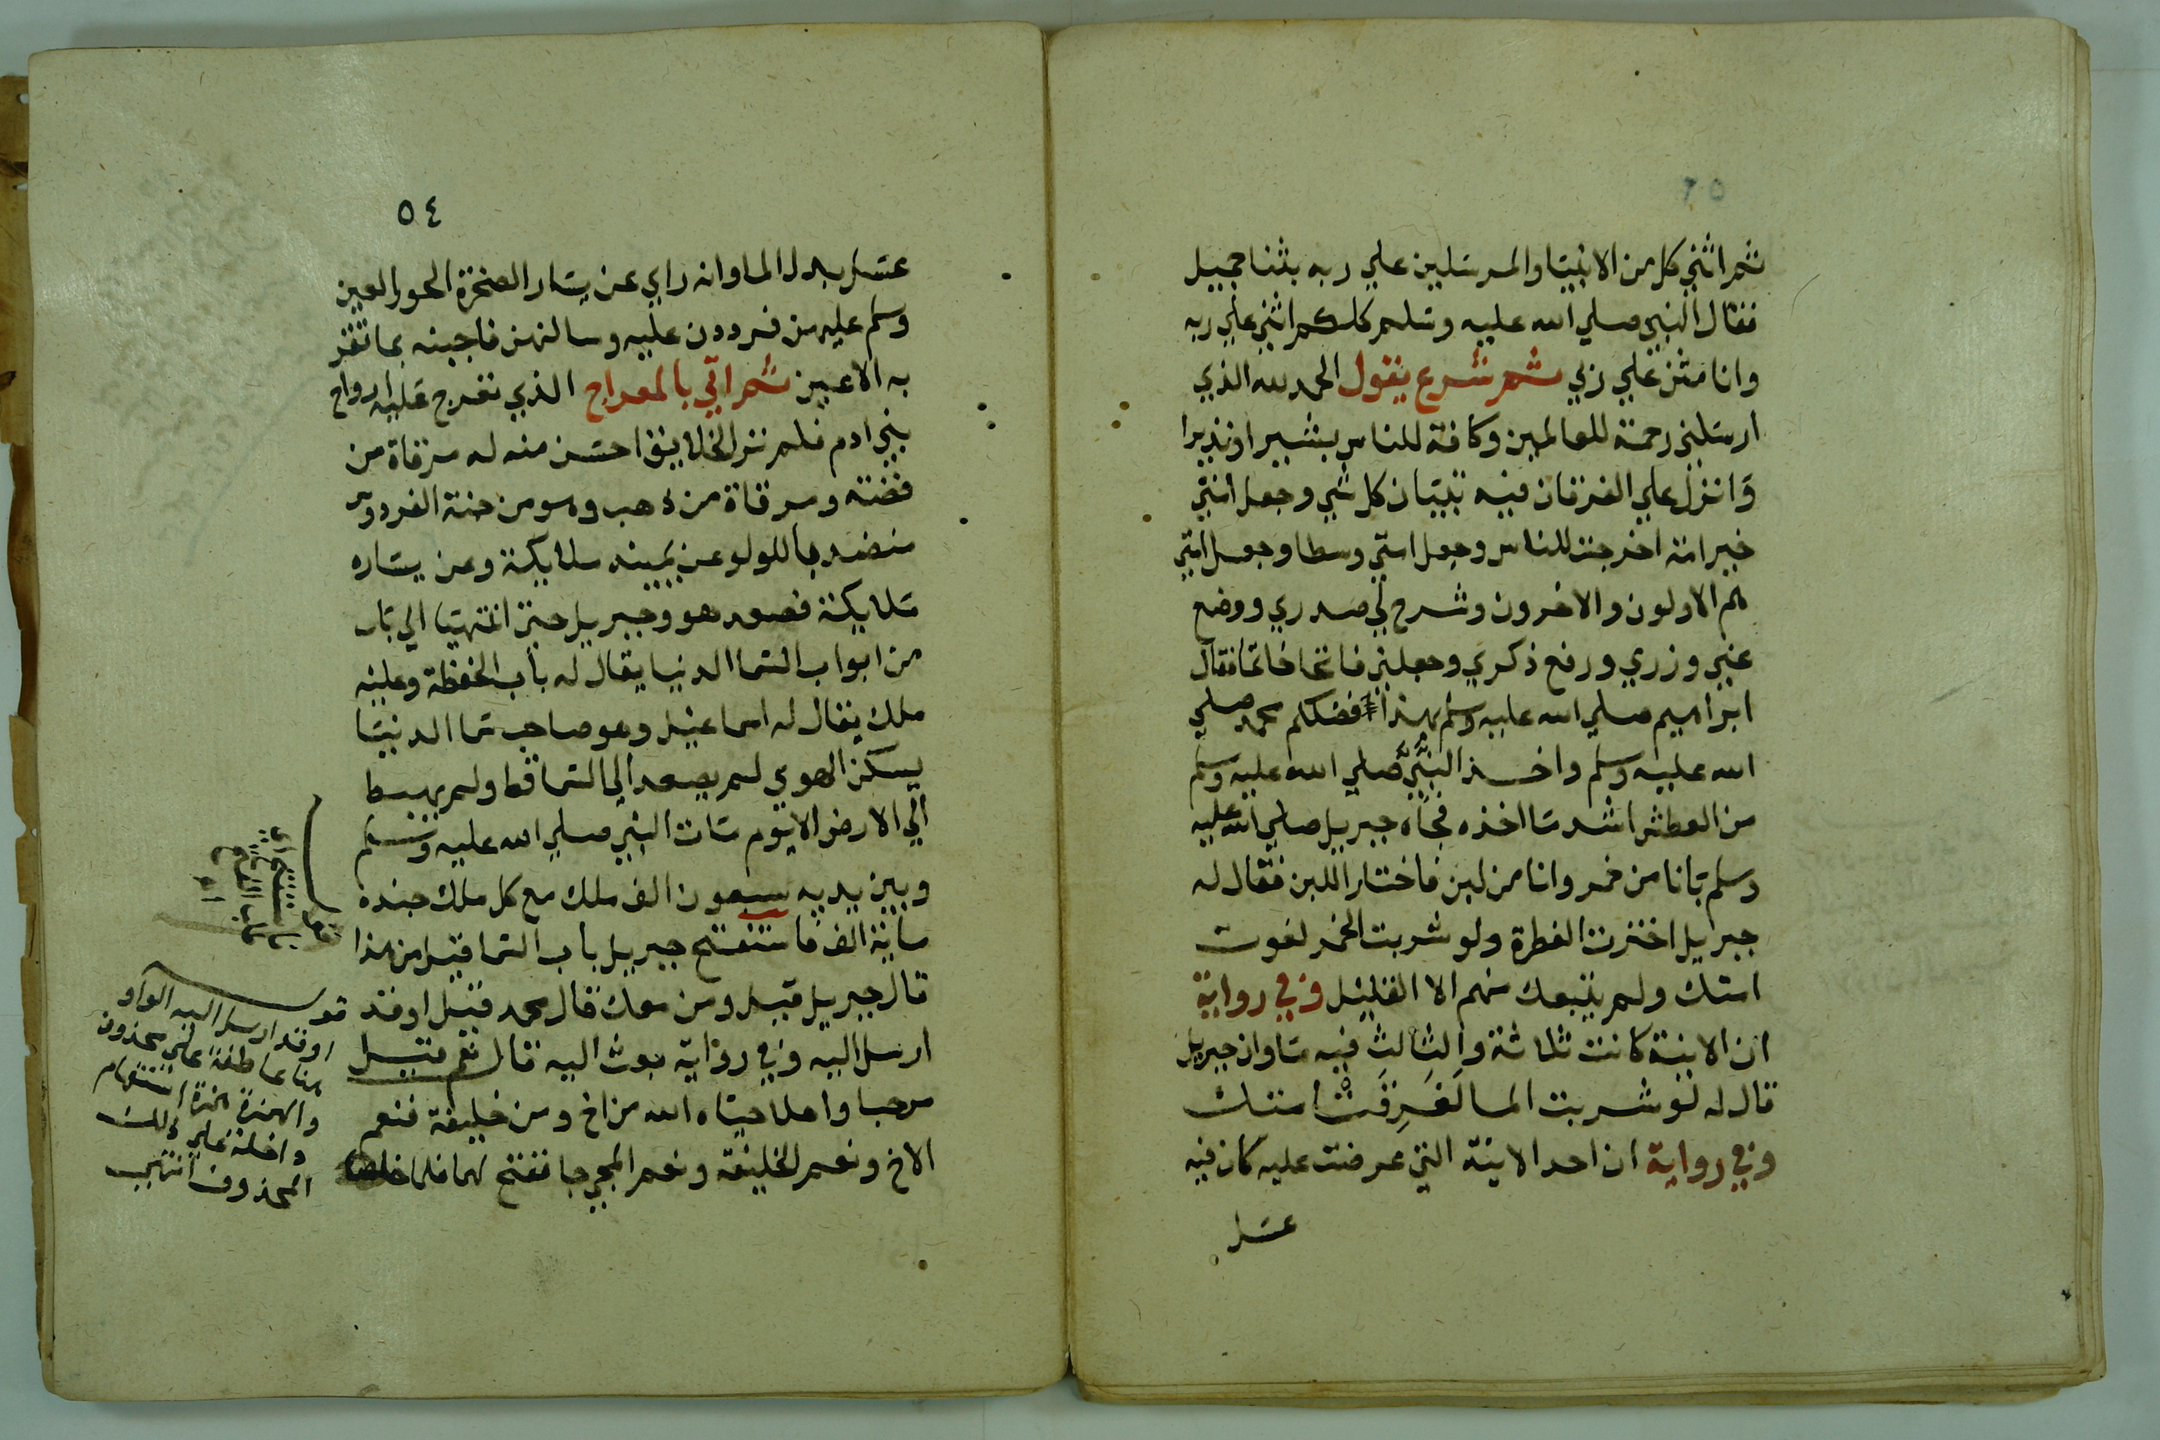 ثم اثني كل من الانبيا والمرسلين علي ربه بثنا جميل
فقال النبي صلي الله عليه وسلم كلكم اثني علي ربه
وانا مثن علي ربي ثم شرع يقول الحمد لله الذي
ارسلني رحمة للعالمين وكافة للناس بشيرا ونذيرا
وانزل علي الفرقان فيه تبيان كل شي وجعل امتي
خير امة اخرجت للناس وجعل امتي وسطا وجعل امتي
هم الاولون والاخرون وشرح لي صدري ووضع
عني وزري ورفع ذكري وجعلني فاتحا خاتما فقال
ابراهيم صلي الله عليه وسلم بهذا فضلكم محمد صلي
الله عليه وسلم واخذ النبي صلي الله عليه وسلم
من العطش اشد ما اخذه فجاه جبريل صلي الله عليه
وسلم بانا من خمر وانا من لبن فاختار اللبن فقال له
جبرايل اخترت الفطرة ولو شربت الخمر لغوت
امتك ولم يتبعك منهم الا القليل وفي رواية
ان الانية كانت ثلاثة والثالث فيه ما وان جبريل
قال له لو شربت الما لغرقت امتك
وفي رواية ان احد الانية التي عرضت عليه كان فيه
عسل
٥٤
عسل بدل الما وانه راي عن يسار الصخرة الحور العين
وسلم عليهن فرددن عليه وسالهن فاجبنه بما تقر
به الاعين ثم اتي بالمعراج الذي تعرج عليه ارواح
بني ادم فلم تر الخلايق احسن منه له مرقاة من
فضة ومرقاة من ذهب وهو من جنة الفردوس
منضد باللولو عن يمينه ملايكة وعن يساره
ملايكة فصعد هو وجبريل حتي انتهيا الي باب
من ابواب السما الدنيا يقال له باب الحفظة وعليه
ملك يقال له اسماعيل وهو صاحب سما الدنيا
يسكن الهوي لم يصعد الي السما قط ولم يهبط
الي الارض الا يوم مات النبي صلي الله عليه وسلم
وبين يديه سبعون الف ملك مع كل ملك جنده
ماية الف فاستفتح جبريل باب السما قيل من هذا
قال جبريل قيل ومن معك قال محمد قيل اوقد
ارسل اليه وفي رواية بعث اليه قال نعم قيل
مرحبا واهلا حياه الله من اخ ومن خليفة فنعم
الاخ ونعم الخليفة ونعم المجي جا ففتح لهما فلما خلصا
قوله
اوقد ارسل اليه الواو
هنا عاطفة علي محذوف
والهمزة همزة استفهام
داخلة علي ذلك
المحذوف انتهي